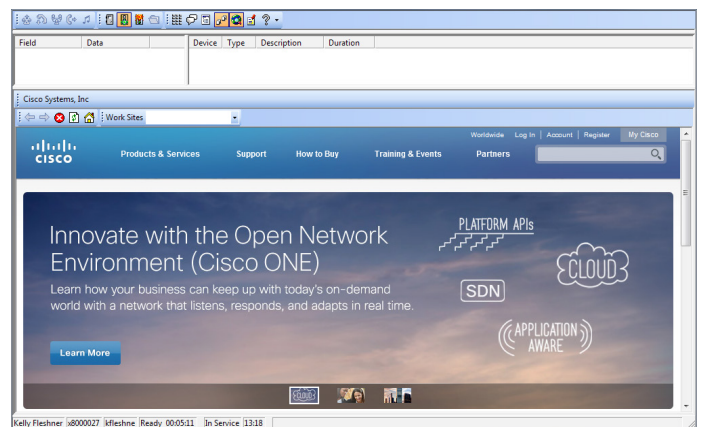 Field Data Device Type Description Duration
Cisco Systems, Inc
Work Sites
Worldwide Log In | Account | Register My Cisco
CISCO Products & Services Support How to Buy Training & Events Partners
Innovate with the Open Network
Environment (Cisco ONE)
Learn how your business can keep up with today's on-demand
world with a network that listens, responds, and adapts in real time.
Learn More
PLATFORM APIs
CLOUD
SDN
APPLICATION
AWARE
CLOUD
Kelly Fleshner x8000027 kfleshne Ready 00:05:11 In Service 13:18